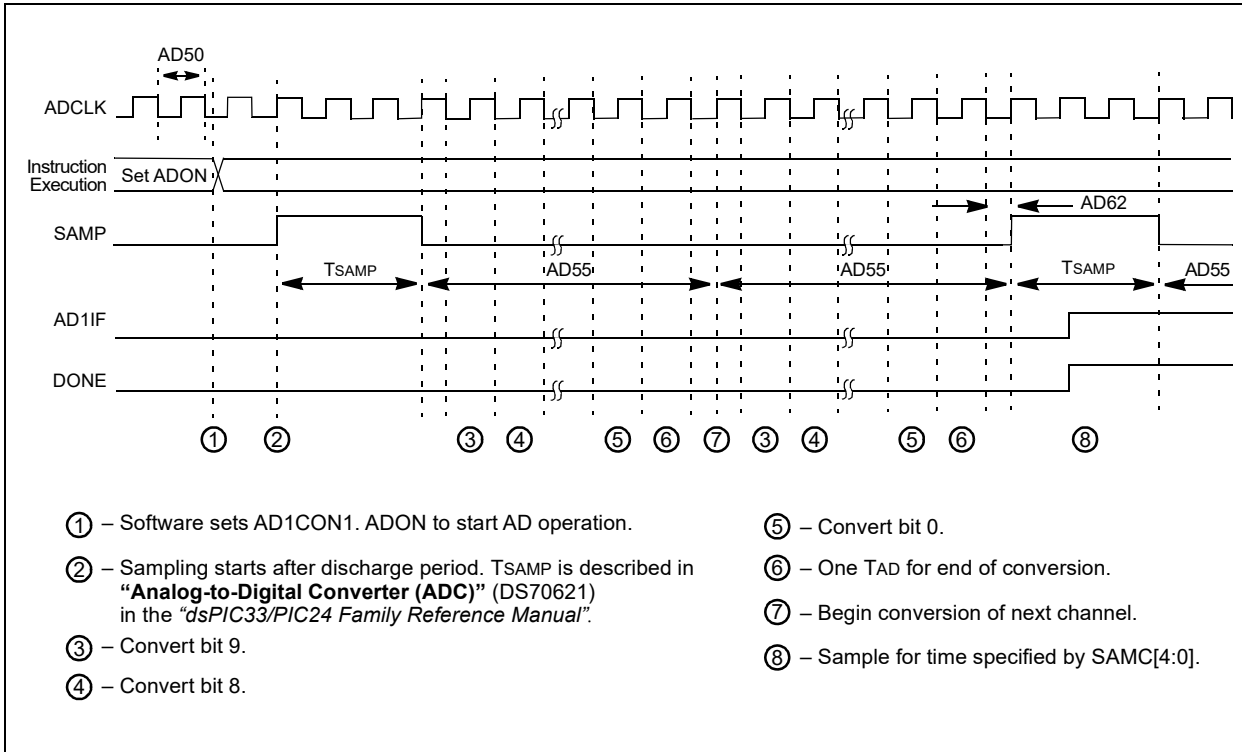 AD50
ADCLK
Instruction
Execution
Set ADON
AD62
SAMP
TSAMP
AD55
AD55
TSAMP
AD55
AD1IF
DONE
1 2 3 4 5 6 7 3 4 5 6 8
1 – Software sets AD1CON1. ADON to start AD operation.
2 – Sampling starts after discharge period. TSAMP is described in
“Analog-to-Digital Converter (ADC)” (DS70621)
in the “dsPIC33/PIC24 Family Reference Manual”.
3 – Convert bit 9.
4 – Convert bit 8.
5 – Convert bit 0.
6 – One TAD for end of conversion.
7 – Begin conversion of next channel.
8 – Sample for time specified by SAMC[4:0].